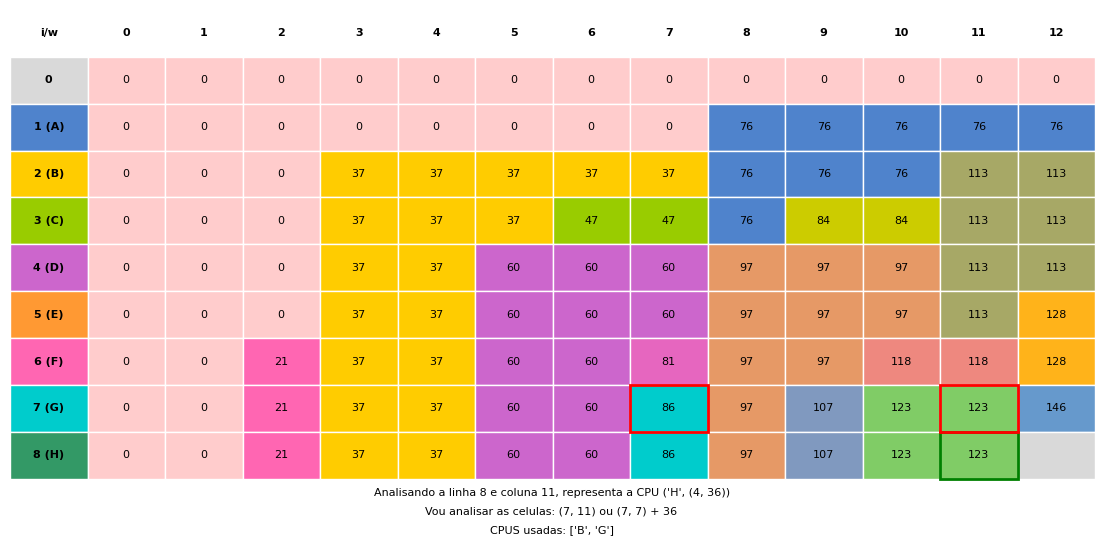 i/w 0 1 2 3 4 5 6 7 8 9 10 11 12
0 0 0 0 0 0 0 0 0 0 0 0 0 0
1 (A) 0 0 0 0 0 0 0 0 76 76 76 76 76
2 (B) 0 0 0 37 37 37 37 37 76 76 76 113 113
3 (C) 0 0 0 37 37 37 47 47 76 84 84 113 113
4 (D) 0 0 0 37 37 60 60 60 97 97 97 113 113
5 (E) 0 0 0 37 37 60 60 60 97 97 97 113 128
6 (F) 0 0 21 37 37 60 60 81 97 97 118 118 128
7 (G) 0 0 21 37 37 60 60 86 97 107 123 123 146
8 (H) 0 0 21 37 37 60 60 86 97 107 123 123
Analisando a linha 8 e coluna 11, representa a CPU ('H', (4, 36))
Vou analisar as celulas: (7, 11) ou (7, 7) + 36
CPUS usadas: ['B', 'G']